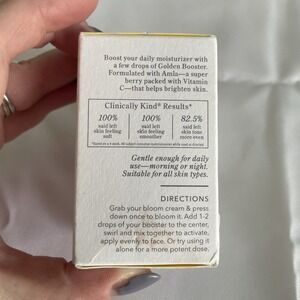 Boost your daily moisturizer with
a few drops of Golden Booster.
Formulated with Amla—a super
berry packed with Vitamin
C—that helps brighten skin.
Clinically Kind® Results*
100% 100% 82.5%
said left said left said left
skin feeling skin feeling skin tone
soft smoother more even
Gentle enough for daily
use—morning or night.
Suitable for all skin types.
DIRECTIONS
Grab your bloom cream & press
down once to bloom it. Add 1-2
drops of your booster to the center,
swirl and mix together to activate,
apply evenly to face. Or try using it
alone for a more potent dose.